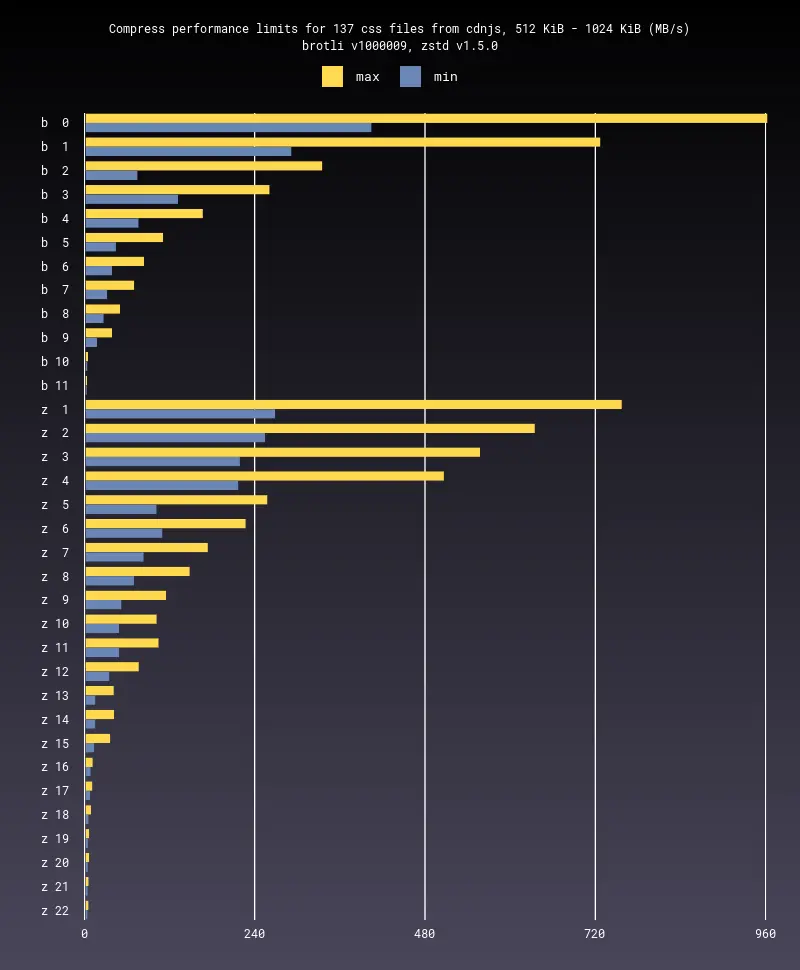 Compress performance limits for 137 css files from cdnjs, 512 KiB - 1024 KiB (MB/s)
brotli v1000009, zstd v1.5.0
max min
b 0
b 1
b 2
b 3
b 4
b 5
b 6
b 7
b 8
b 9
b 10
b 11
z 1
z 2
z 3
z 4
z 5
z 6
z 7
z 8
z 9
z 10
z 11
z 12
z 13
z 14
z 15
z 16
z 17
z 18
z 19
z 20
z 21
z 22
0 240 480 720 960